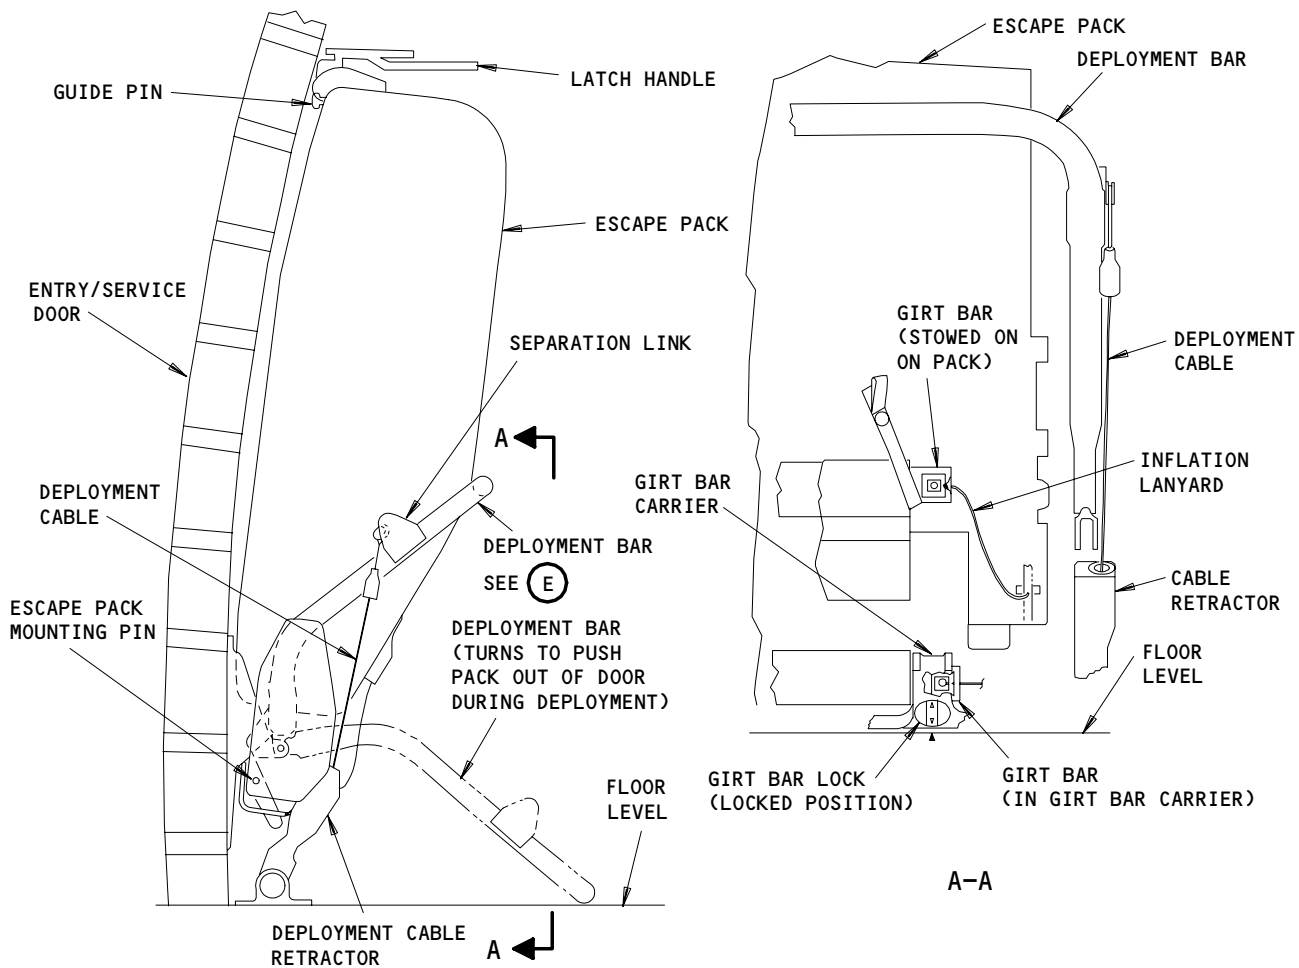 GUIDE PIN
LATCH HANDLE
ESCAPE PACK
ENTRY/SERVICE
DOOR
SEPARATION LINK
A
DEPLOYMENT
CABLE
DEPLOYMENT BAR
SEE E
ESCAPE PACK
MOUNTING PIN
DEPLOYMENT BAR
(TURNS TO PUSH
PACK OUT OF DOOR
DURING DEPLOYMENT)
FLOOR
LEVEL
DEPLOYMENT CABLE
RETRACTOR
A
ESCAPE PACK
DEPLOYMENT BAR
GIRT BAR
(STOWED ON
ON PACK)
DEPLOYMENT
CABLE
GIRT BAR
CARRIER
INFLATION
LANYARD
CABLE
RETRACTOR
FLOOR
LEVEL
GIRT BAR LOCK
(LOCKED POSITION)
GIRT BAR
(IN GIRT BAR CARRIER)
A-A